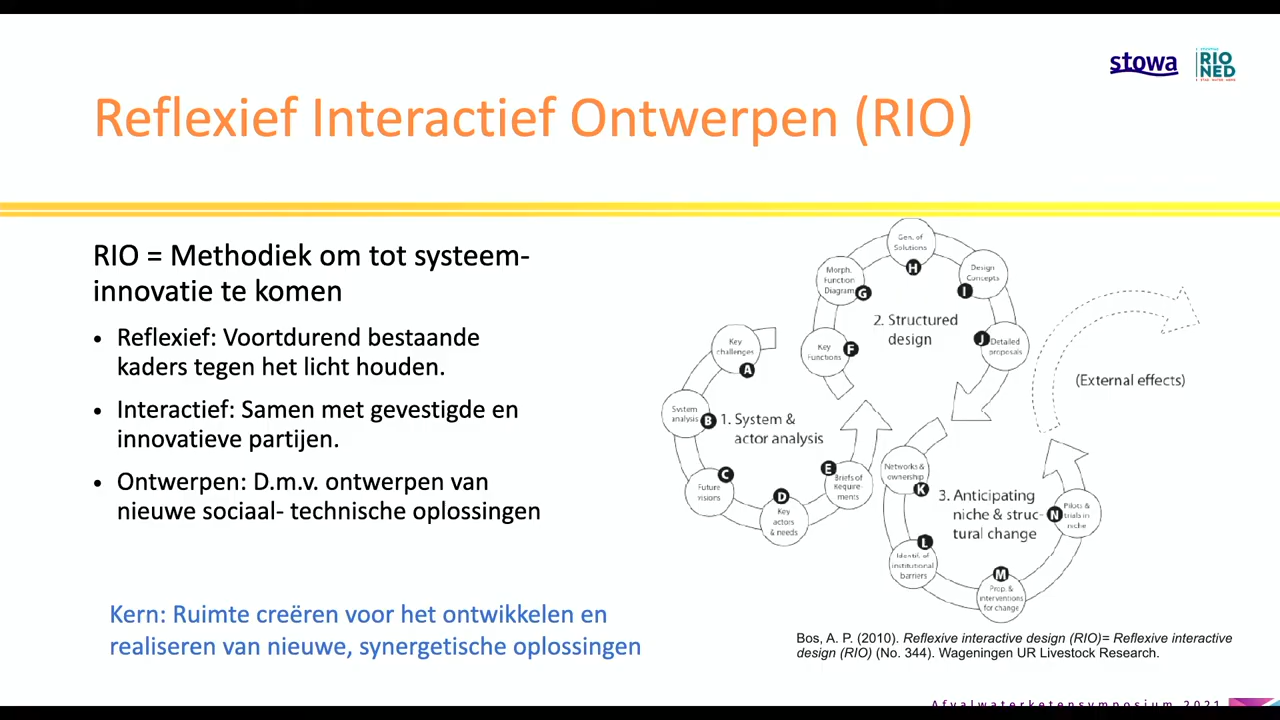 stowa
STICHTING
RIO
NED
Reflexief Interactief Ontwerpen (RIO)
RIO = Methodiek om tot systeem-
innovatie te komen
• Reflexief: Voortdurend bestaande
kaders tegen het licht houden.
• Interactief: Samen met gevestigde en
innovatieve partijen.
• Ontwerpen: D.m.v. ontwerpen van
nieuwe sociaal- technische oplossingen
Kern: Ruimte creëren voor het ontwikkelen en
realiseren van nieuwe, synergetische oplossingen
1. System &
actor analysis
Key
challenges
A
System
analysis
B
Future
visions
C
D
Key
actors
& needs
E
Briefs of
Require-
ments
2. Structured
design
Key
Functions
F
Morph.
Function
Diagram
G
Gen. of
Solutions
H
Design
Concepts
I
J
Detailed
proposals
3. Anticipating
niche & struc-
tural change
Networks &
ownership
K
L
Identif. of
institutional
barriers
M
Prop. &
interventions
for change
N
Pilots &
trials in
niche
(External effects)
Bos, A. P. (2010). Reflexive interactive design (RIO)= Reflexive interactive
design (RIO) (No. 344). Wageningen UR Livestock Research.
Afvalwaterketensymposium 2021